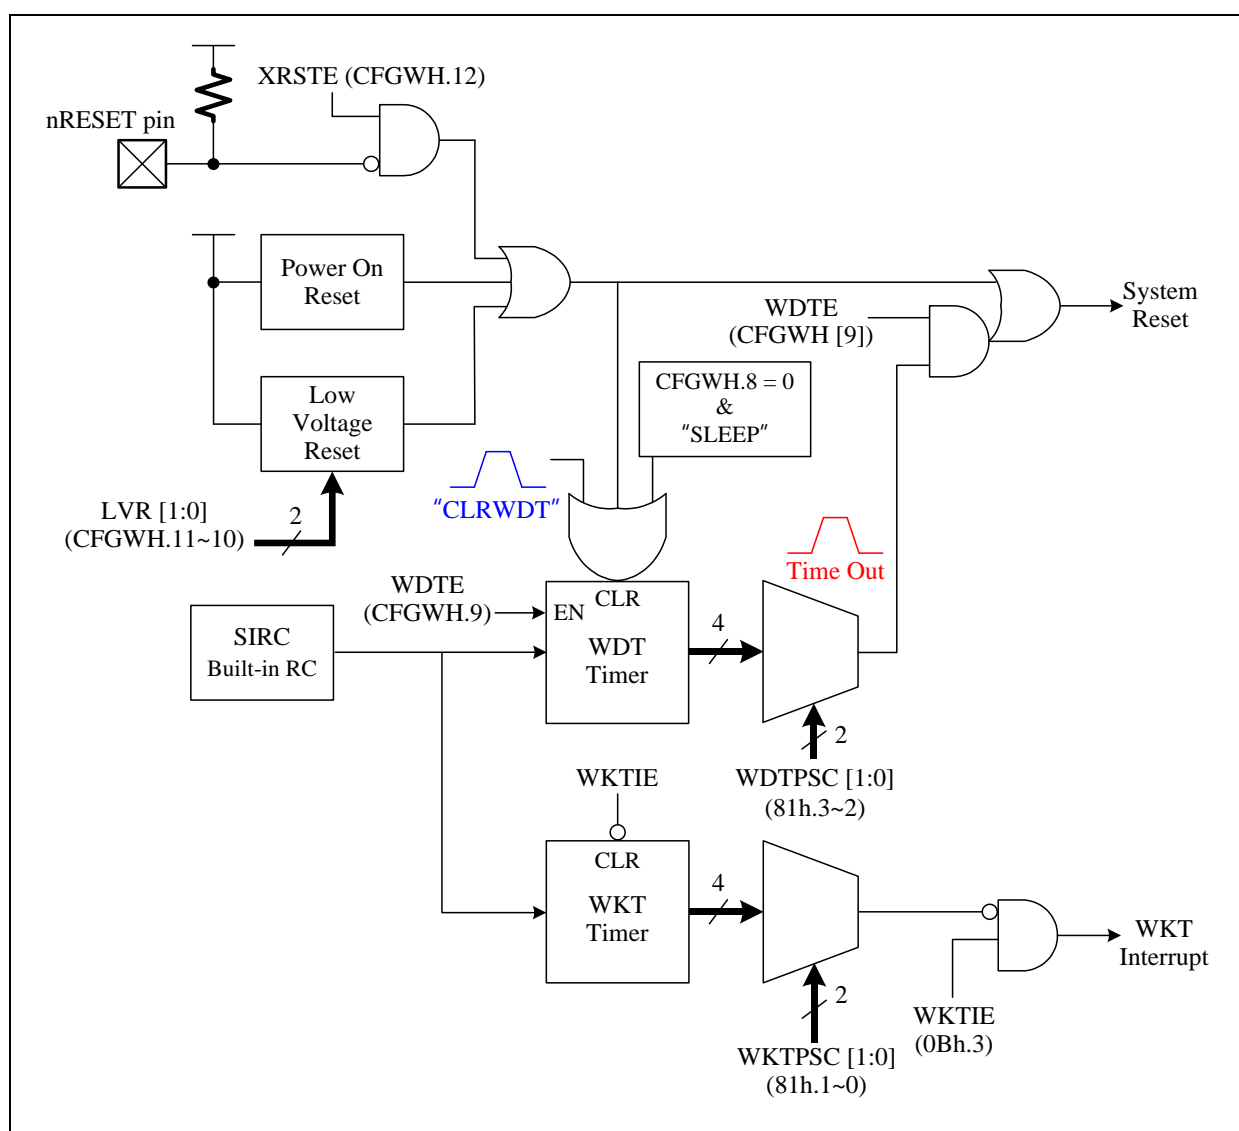 XRSTE (CFGWH.12)
nRESET pin
Power On
Reset
WDTE
(CFGWH [9])
System
Reset
Low
Voltage
Reset
CFGWH.8 = 0
&
"SLEEP"
"CLRWDT"
LVR [1:0]
(CFGWH.11~10)
2
Time Out
WDTE
(CFGWH.9)
CLR
EN
WDT
Timer
4
SIRC
Built-in RC
2
WDTPSC [1:0]
(81h.3~2)
WKTIE
CLR
WKT
Timer
4
WKT
Interrupt
2
WKTIE
(0Bh.3)
WKTPSC [1:0]
(81h.1~0)